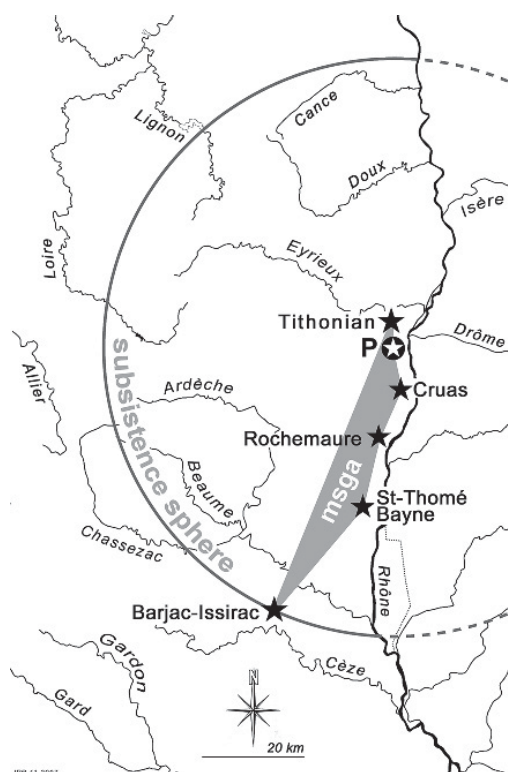 Lignon
Cance
Doux
Isère
Loire
Eyrieux
Tithonian
P
Drôme
Allier
Ardèche
Cruas
Rochemaure
Beaume
subsistence sphere
msga
St-Thomé
Bayne
Chassezac
Rhône
Barjac-Issirac
Gardon
Cèze
Gard
N
20 km